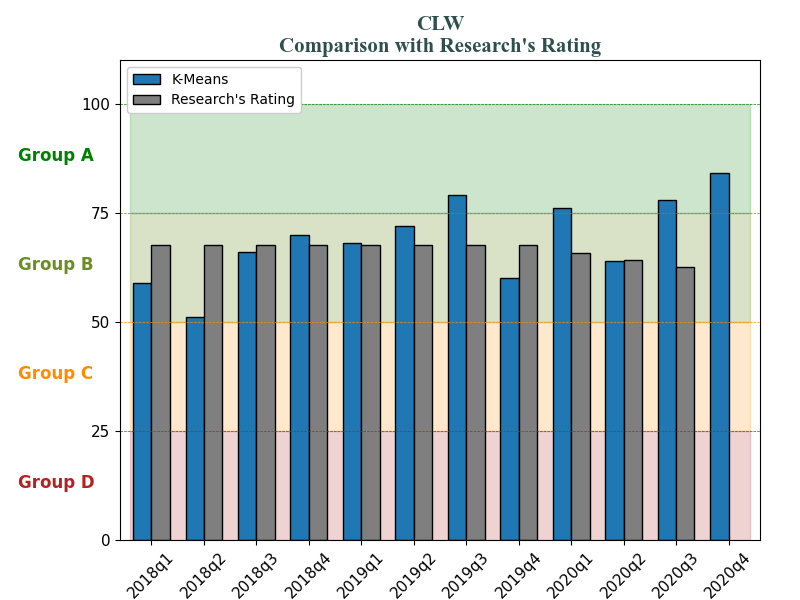 CLW
Comparison with Research's Rating
K-Means
Research's Rating
100
Group A
75
Group B
50
Group C
25
Group D
0
2018q1
2018q2
2018q3
2018q4
2019q1
2019q2
2019q3
2019q4
2020q1
2020q2
2020q3
2020q4